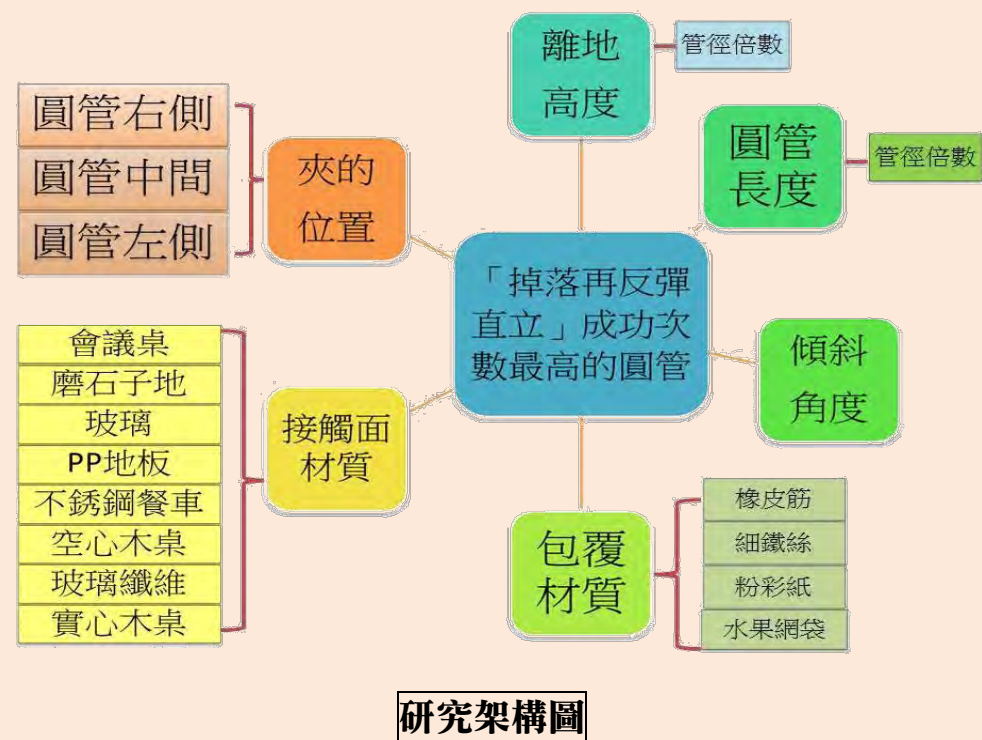 離地
高度
管徑倍數
圓管
長度
管徑倍數
圓管右側
圓管中間
圓管左側
夾的
位置
「掉落再反彈
直立」成功次
數最高的圓管
傾斜
角度
會議桌
磨石子地
玻璃
PP地板
不銹鋼餐車
空心木桌
玻璃纖維
實心木桌
接觸面
材質
包覆
材質
橡皮筋
細鐵絲
粉彩紙
水果網袋
研究架構圖